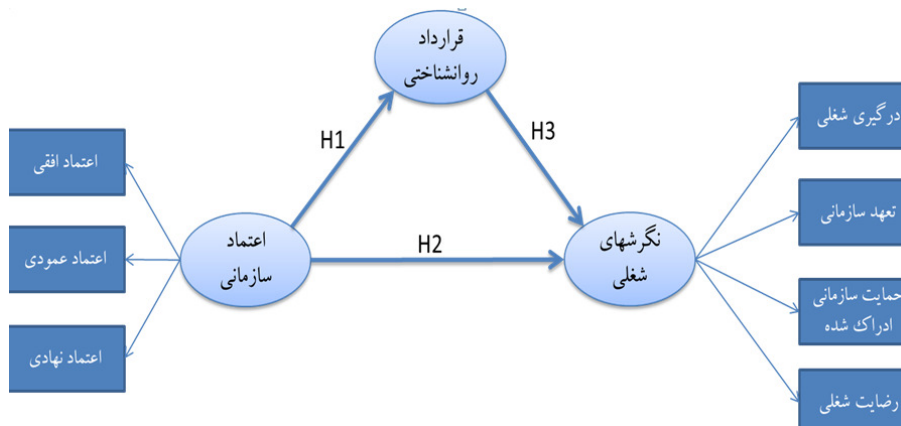 قرارداد
روانشناختی
H1
H3
H2
اعتماد
سازمانی
نگرشهای
شغلی
اعتماد افقی
اعتماد عمودی
اعتماد نهادی
درگیری شغلی
تعهد سازمانی
حمایت سازمانی
ادراک شده
رضایت شغلی